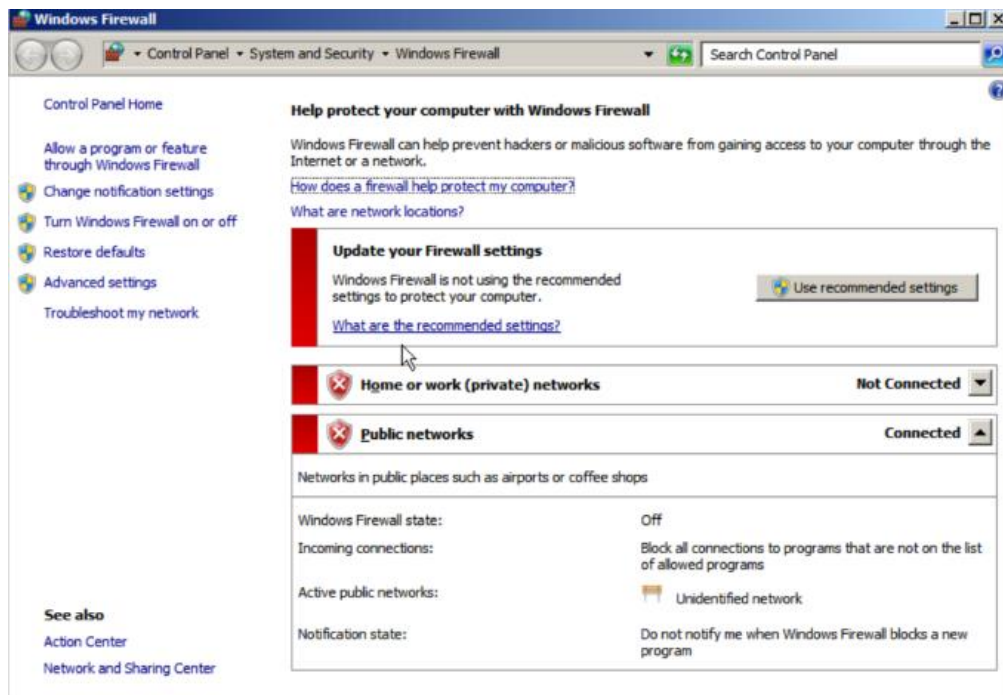 Windows Firewall
Control Panel • System and Security • Windows Firewall
Search Control Panel
Control Panel Home
Allow a program or feature
through Windows Firewall
Change notification settings
Turn Windows Firewall on or off
Restore defaults
Advanced settings
Troubleshoot my network
See also
Action Center
Network and Sharing Center
Help protect your computer with Windows Firewall
Windows Firewall can help prevent hackers or malicious software from gaining access to your computer through the
Internet or a network.
How does a firewall help protect my computer?
What are network locations?
Update your Firewall settings
Windows Firewall is not using the recommended
settings to protect your computer.
Use recommended settings
What are the recommended settings?
Home or work (private) networks Not Connected
Public networks Connected
Networks in public places such as airports or coffee shops
Windows Firewall state: Off
Incoming connections: Block all connections to programs that are not on the list
of allowed programs
Active public networks: Unidentified network
Notification state: Do not notify me when Windows Firewall blocks a new
program